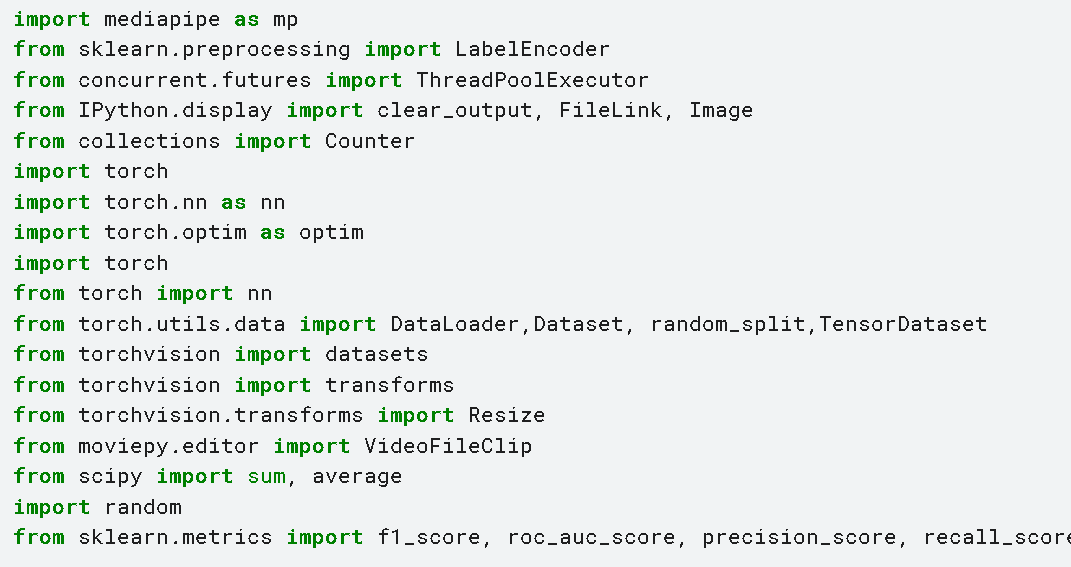 import mediapipe as mp
from sklearn.preprocessing import LabelEncoder
from concurrent.futures import ThreadPoolExecutor
from IPython.display import clear_output, FileLink, Image
from collections import Counter
import torch
import torch.nn as nn
import torch.optim as optim
import torch
from torch import nn
from torch.utils.data import DataLoader,Dataset, random_split,TensorDataset
from torchvision import datasets
from torchvision import transforms
from torchvision.transforms import Resize
from moviepy.editor import VideoFileClip
from scipy import sum, average
import random
from sklearn.metrics import f1_score, roc_auc_score, precision_score, recall_score